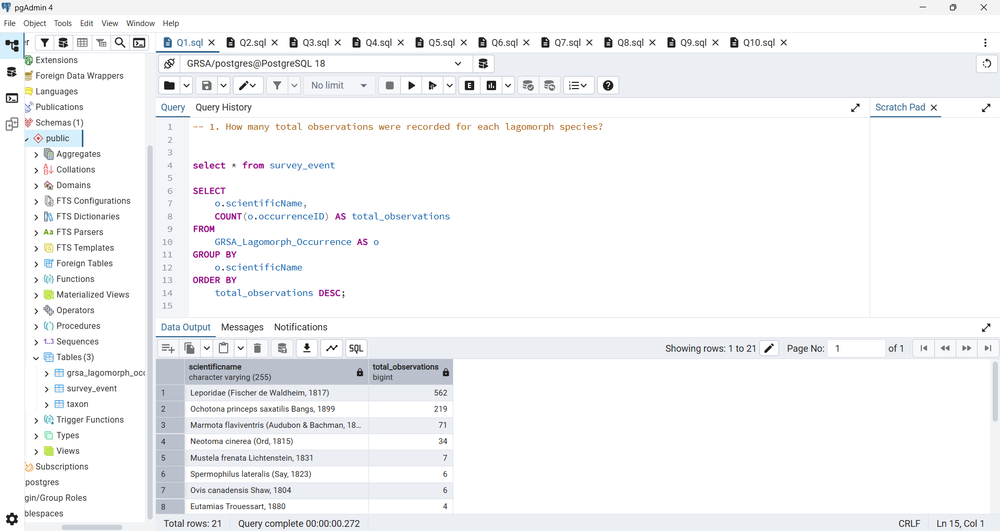 pgAdmin 4
File Object Tools Edit View Window Help
er
Q1.sql Q2.sql Q3.sql Q4.sql Q5.sql Q6.sql Q7.sql Q8.sql Q9.sql Q10.sql
GRSA/postgres@PostgreSQL 18
No limit
E
Query Query History
Scratch Pad
Extensions
Foreign Data Wrappers
Languages
Publications
Schemas (1)
public
Aggregates
Collations
Domains
FTS Configurations
FTS Dictionaries
Aa FTS Parsers
FTS Templates
Foreign Tables
Functions
Materialized Views
Operators
Procedures
1..3 Sequences
Tables (3)
grsa_lagomorph_occ
survey_event
taxon
Trigger Functions
Types
Views
Subscriptions
postgres
gin/Group Roles
blespaces
1 -- 1. How many total observations were recorded for each lagomorph species?
2
3
4 select * from survey_event
5
6 SELECT
7 o.scientificName,
8 COUNT(o.occurrenceID) AS total_observations
9 FROM
10 GRSA_Lagomorph_Occurrence AS o
11 GROUP BY
12 o.scientificName
13 ORDER BY
14 total_observations DESC;
15
Data Output Messages Notifications
SQL
Showing rows: 1 to 21 Page No: 1 of 1
scientificname total_observations
character varying (255) bigint
1 Leporidae (Fischer de Waldheim, 1817) 562
2 Ochotona princeps saxatilis Bangs, 1899 219
3 Marmota flaviventris (Audubon & Bachman, 18... 71
4 Neotoma cinerea (Ord, 1815) 34
5 Mustela frenata Lichtenstein, 1831 7
6 Spermophilus lateralis (Say, 1823) 6
7 Ovis canadensis Shaw, 1804 6
8 Eutamias Trouessart, 1880 4
Total rows: 21 Query complete 00:00:00.272 CRLF Ln 15, Col 1